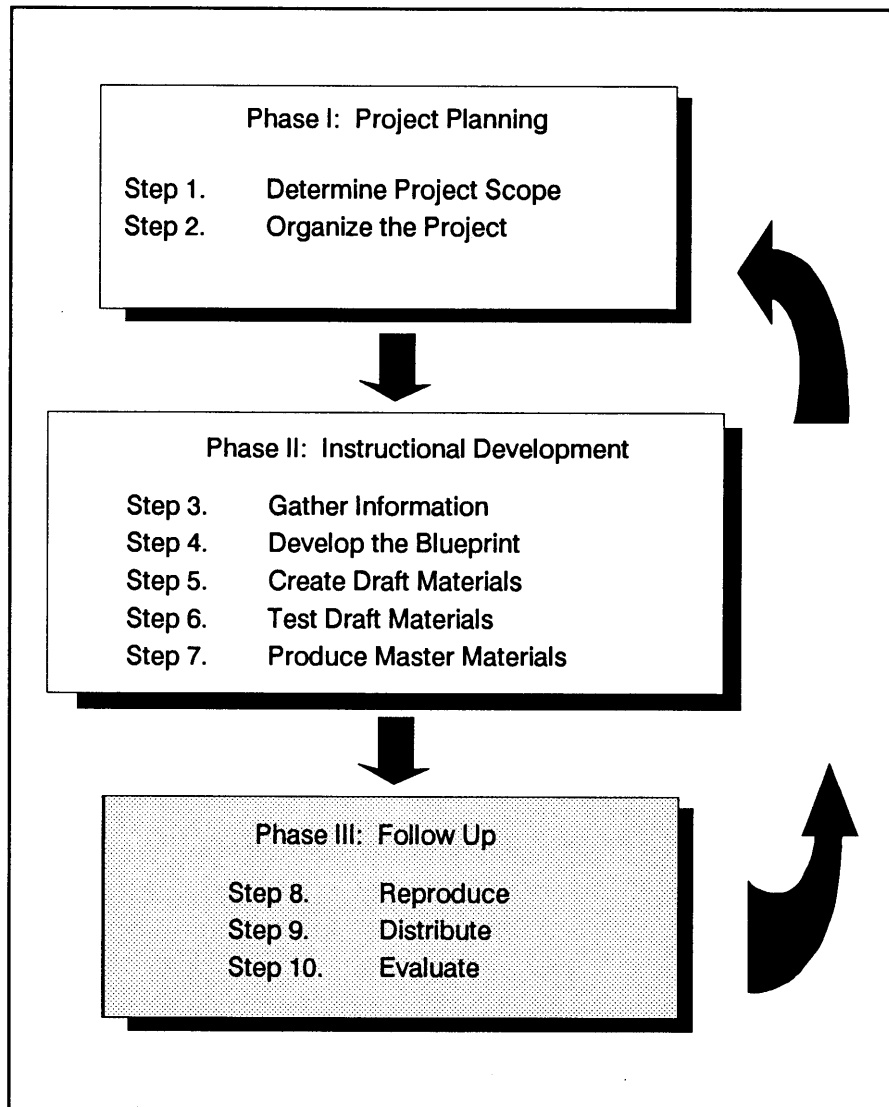 Phase I: Project Planning
Step 1. Determine Project Scope
Step 2. Organize the Project
Phase II: Instructional Development
Step 3. Gather Information
Step 4. Develop the Blueprint
Step 5. Create Draft Materials
Step 6. Test Draft Materials
Step 7. Produce Master Materials
Phase III: Follow Up
Step 8. Reproduce
Step 9. Distribute
Step 10. Evaluate